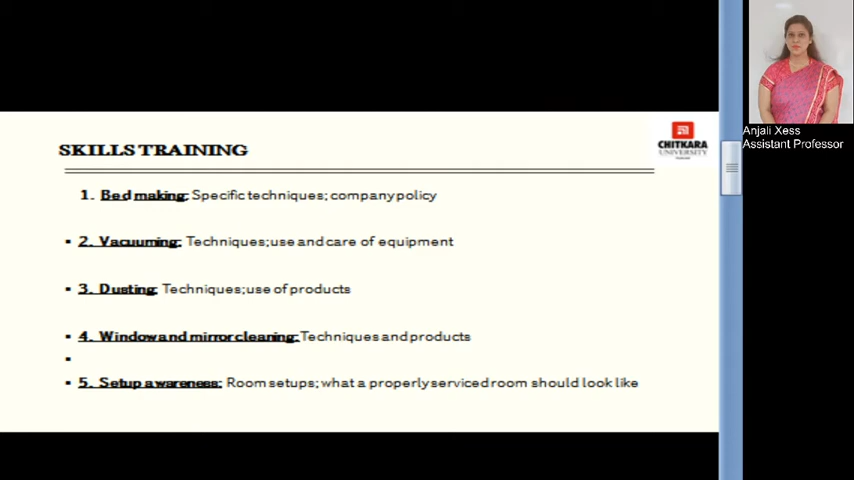 SKILLS TRAINING
CHITKARA
UNIVERSITY
1. Bed making: Specific techniques; company policy
▪ 2. Vacuuming: Techniques; use and care of equipment
▪ 3. Dusting: Techniques; use of products
▪ 4. Window and mirror cleaning: Techniques and products
▪
▪ 5. Setup awareness: Room setups; what a properly serviced room should look like
Anjali Xess
Assistant Professor